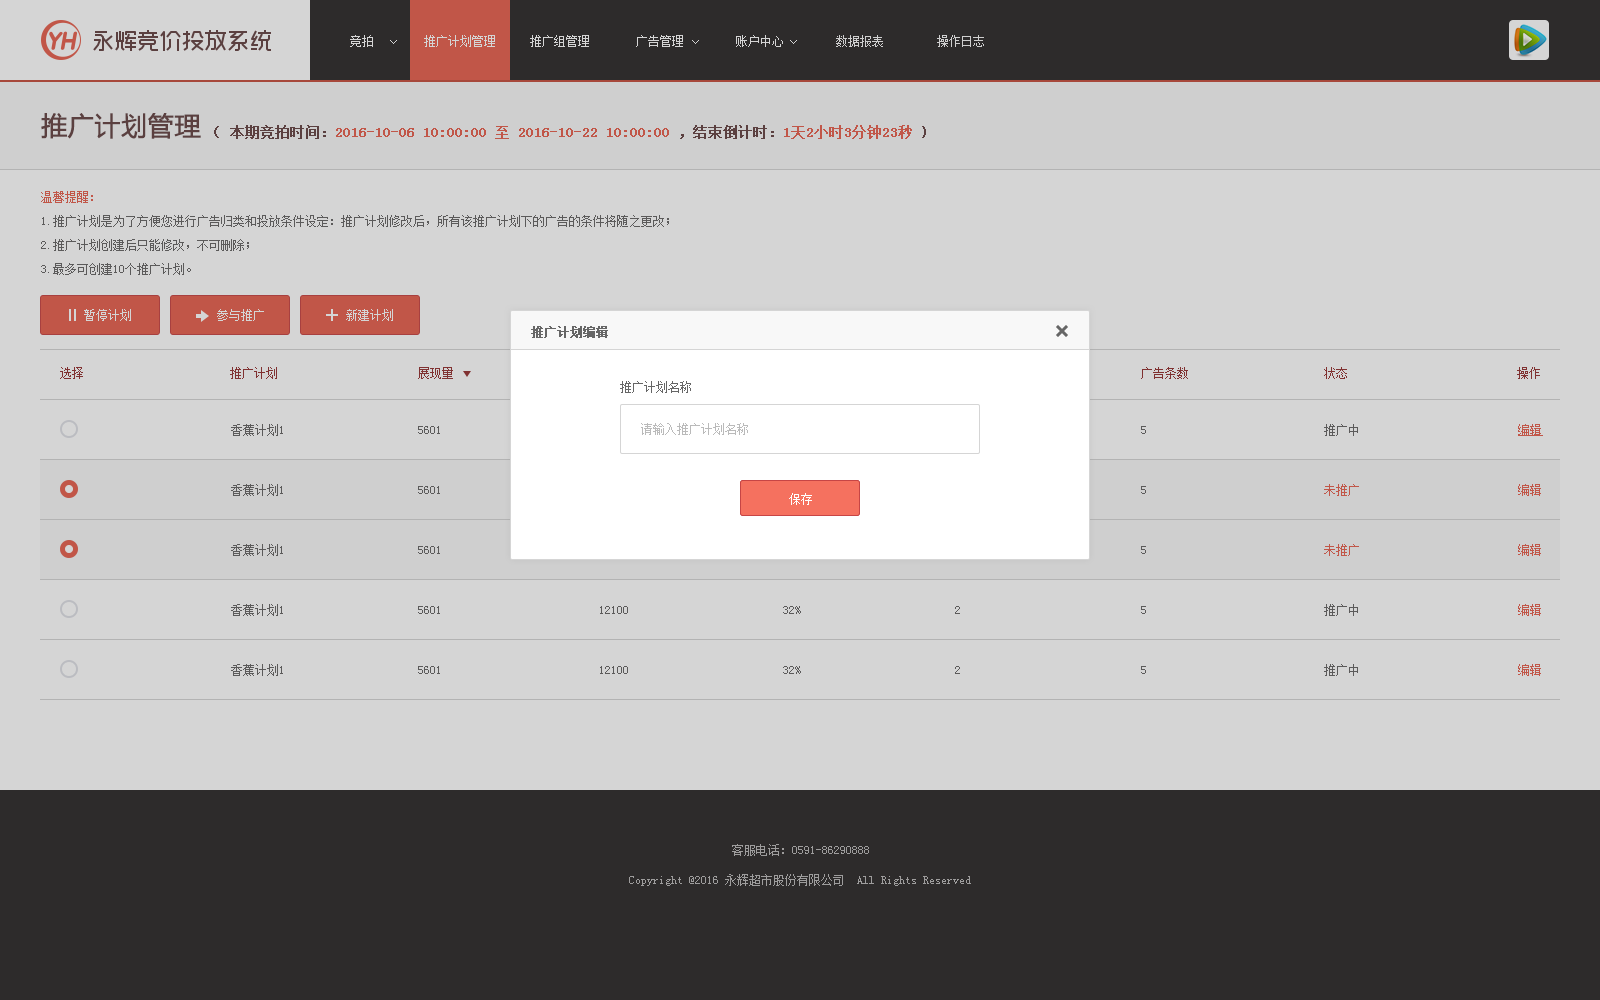 YH 永辉竞价投放系统
竞拍 推广计划管理 推广组管理 广告管理 账户中心 数据报表 操作日志
推广计划管理 ( 本期竞拍时间：2016-10-06 10:00:00 至 2016-10-22 10:00:00 ，结束倒计时：1天2小时3分钟23秒 )
温馨提醒：
1.推广计划是为了方便您进行广告归类和投放条件设定：推广计划修改后，所有该推广计划下的广告的条件将随之更改；
2.推广计划创建后只能修改，不可删除；
3.最多可创建10个推广计划。
暂停计划 参与推广 新建计划
推广计划编辑
选择 推广计划 展现量 广告条数 状态 操作
推广计划名称
请输入推广计划名称
香蕉计划1 5601 5 推广中 编辑
香蕉计划1 5601 5 未推广 编辑
保存
香蕉计划1 5601 5 未推广 编辑
香蕉计划1 5601 12100 32% 2 5 推广中 编辑
香蕉计划1 5601 12100 32% 2 5 推广中 编辑
客服电话：0591-86290888
Copyright @2016 永辉超市股份有限公司 All Rights Reserved